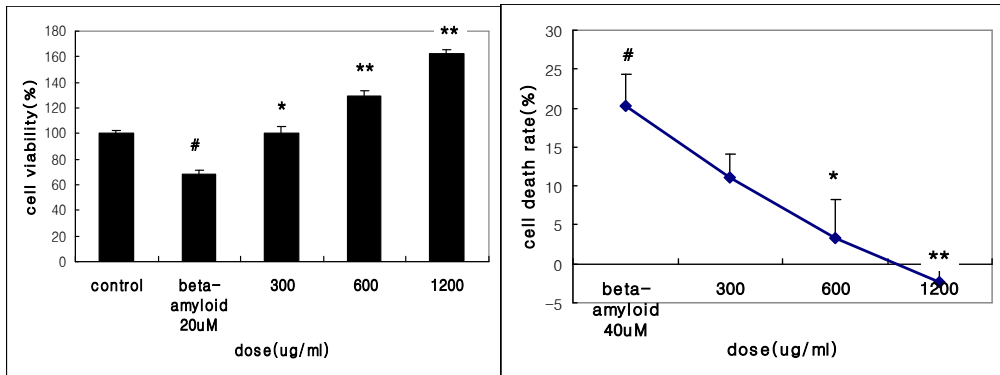 cell viability(%)
180
160
140
120
100
80
60
40
20
0
#
*
**
**
control
beta-
amyloid
20uM
300
600
1200
dose(ug/ml)
cell death rate(%)
30
25
20
15
10
5
0
-5
#
*
**
beta-
amyloid
40uM
300
600
1200
dose(ug/ml)